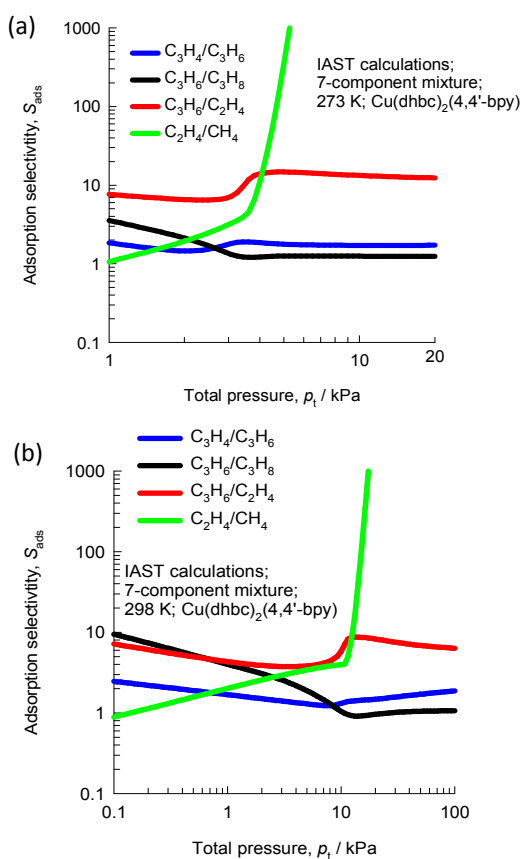 (a)
1000
100
10
1
0.1
Adsorption selectivtity, Sads
C3H4/C3H6
C3H6/C3H8
C3H6/C2H4
C2H4/CH4
IAST calculations;
7-component mixture;
273 K; Cu(dhbc)2(4,4'-bpy)
1
10
20
Total pressure, pt / kPa
(b)
C3H4/C3H6
C3H6/C3H8
C3H6/C2H4
C2H4/CH4
1000
100
10
1
0.1
Adsorption selectivtity, Sads
IAST calculations;
7-component mixture;
298 K; Cu(dhbc)2(4,4'-bpy)
0.1
1
10
100
Total pressure, pt / kPa